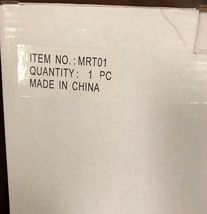 ITEM NO.: MRT01
QUANTITY: 1 PC
MADE IN CHINA